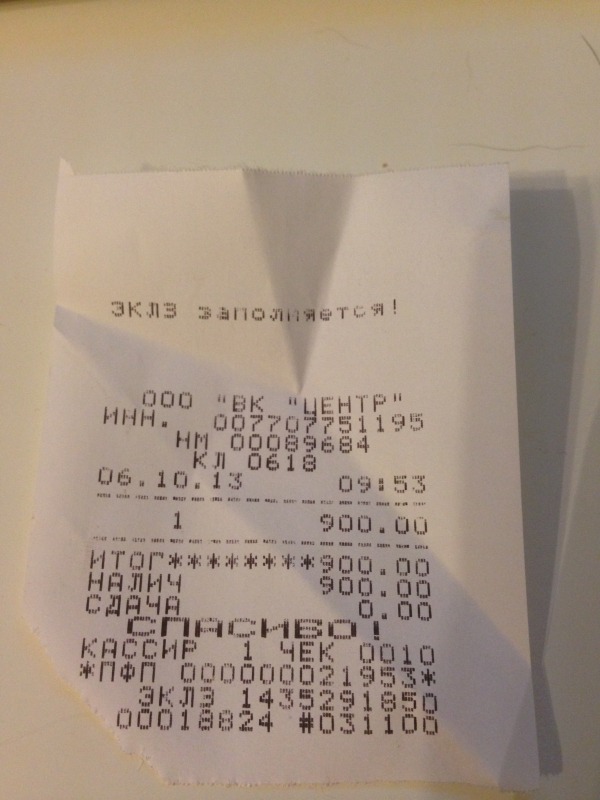 ЭКЛЗ заполняется!
ООО "ВК "ЦЕНТР"
ИНН. 007707751195
НМ 00089684
КЛ 0618
06.10.13 09:53
1 900.00
ИТОГ********900.00
НАЛИЧ 900.00
СДАЧА 0.00
СПАСИБО!
КАССИР 1 ЧЕК 0010
*ПФП 000000021953*
ЭКЛЗ 1435291850
00018824 #031100